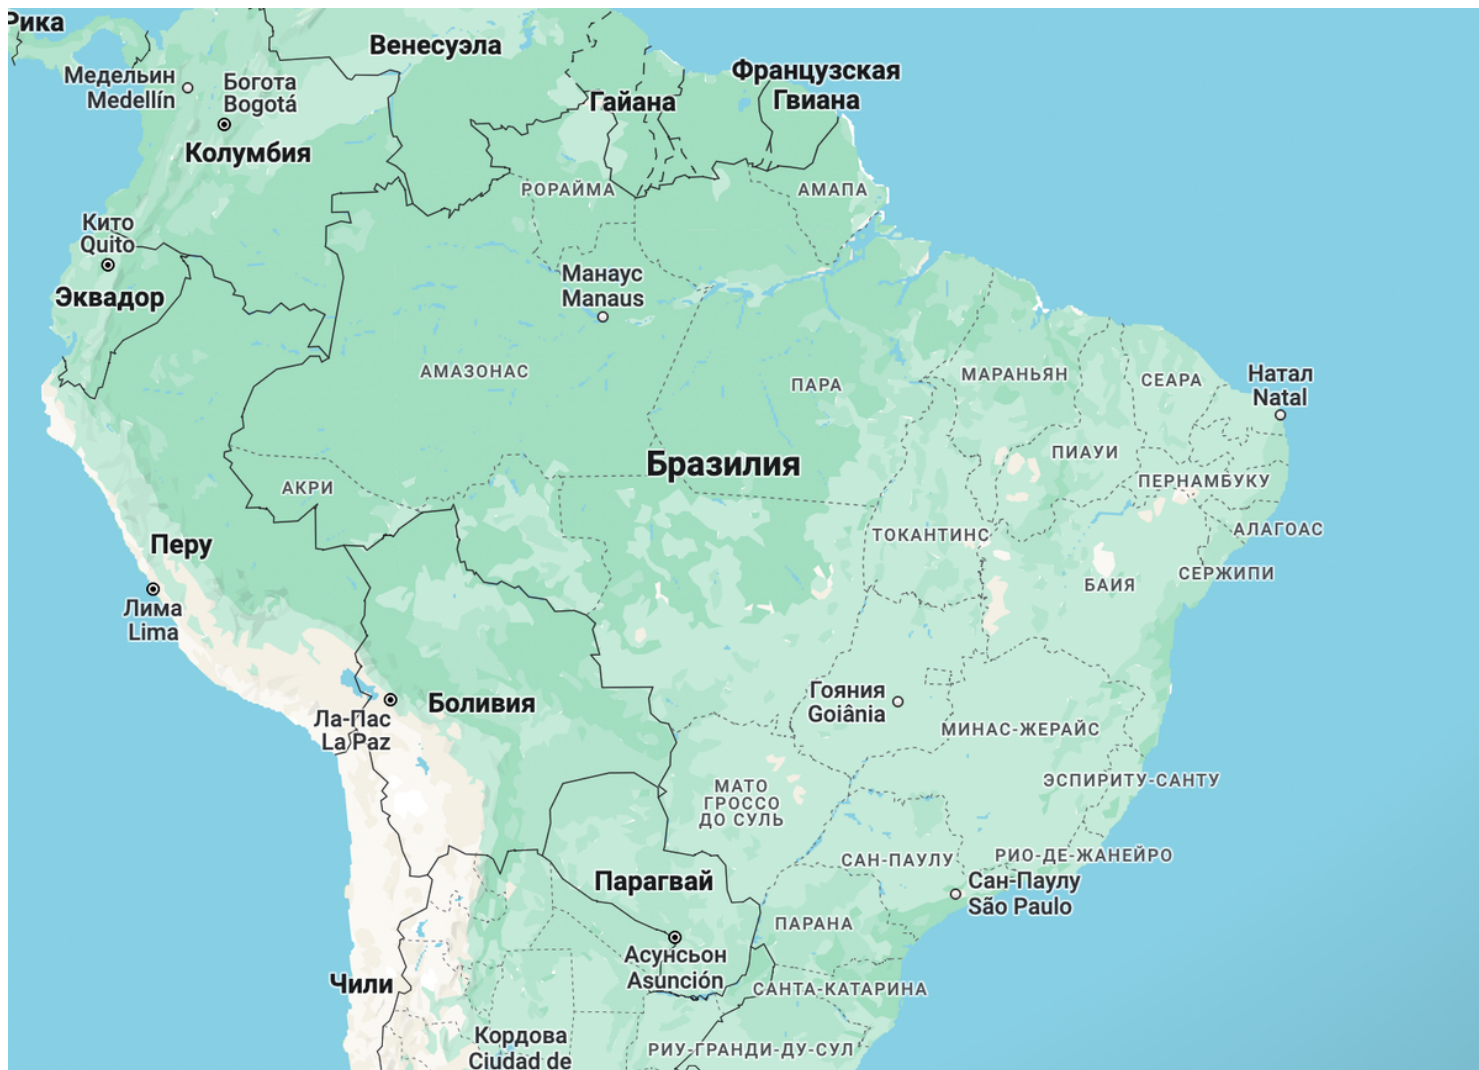 Рика
Венесуэла
Медельин
Medellín
Богота
Bogotá
Колумбия
Гайана
Французская
Гвиана
РОРАЙМА
АМАПА
Кито
Quito
Эквадор
Манаус
Manaus
АМАЗОНАС
ПАРА
МАРАНЬЯН
СЕАРА
Натал
Natal
Бразилия
ПИАУИ
ПЕРНАМБУКУ
АКРИ
АЛАГОАС
ТОКАНТИНС
Перу
СЕРЖИПИ
БАИЯ
Лима
Lima
Боливия
Ла-Пас
La Paz
Гояния
Goiânia
МИНАС-ЖЕРАЙС
ЭСПИРИТУ-САНТУ
МАТО
ГРОССО
ДО СУЛЬ
САН-ПАУЛУ
РИО-ДЕ-ЖАНЕЙРО
Сан-Паулу
São Paulo
Парагвай
ПАРАНА
Асунсьон
Asunción
Чили
САНТА-КАТАРИНА
Кордова
Ciudad de
РИУ-ГРАНДИ-ДУ-СУЛ